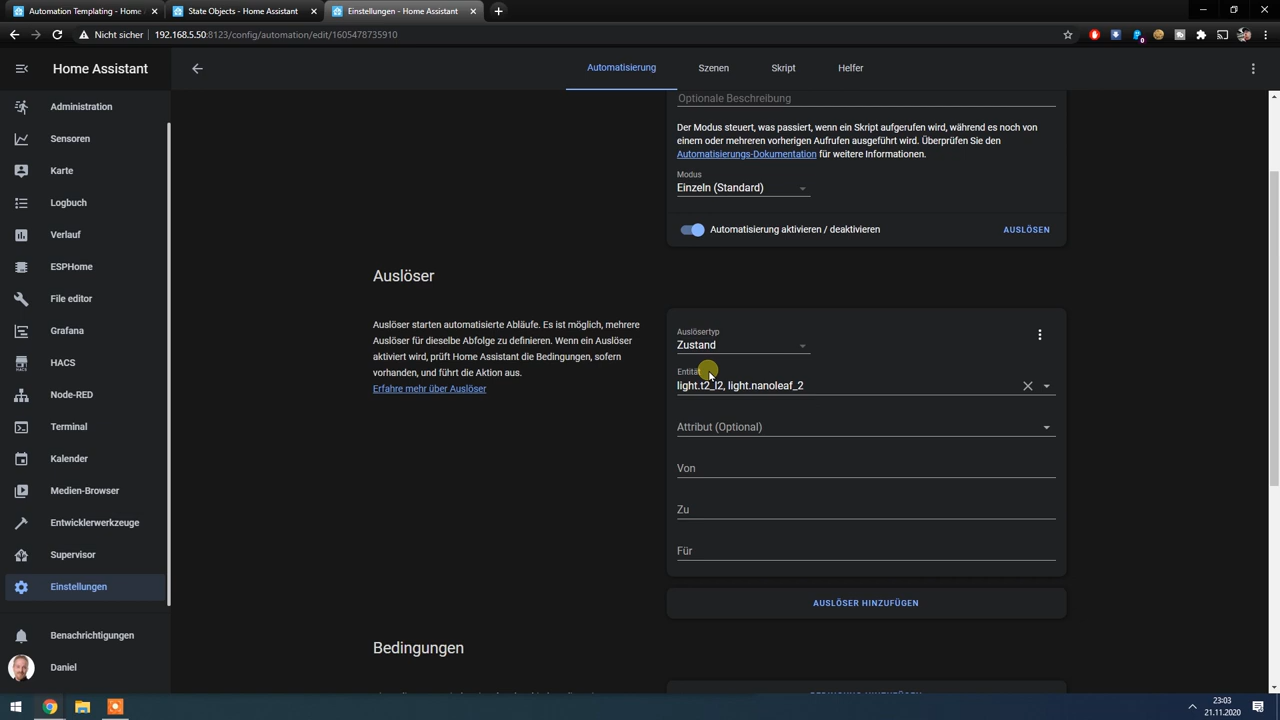 Automation Templating - Home
State Objects - Home Assistant
Einstellungen - Home Assistant
Nicht sicher
192.168.5.50:8123/config/automation/edit/1605478735910
Home Assistant
Automatisierung
Szenen
Skript
Helfer
Administration
Sensoren
Karte
Logbuch
Verlauf
ESPHome
File editor
Grafana
HACS
Node-RED
Terminal
Kalender
Medien-Browser
Entwicklerwerkzeuge
Supervisor
Einstellungen
Benachrichtigungen
Daniel
Optionale Beschreibung
Der Modus steuert, was passiert, wenn ein Skript aufgerufen wird, während es noch von
einem oder mehreren vorherigen Aufrufen ausgeführt wird. Überprüfen Sie den
Automatisierungs-Dokumentation für weitere Informationen.
Modus
Einzeln (Standard)
Automatisierung aktivieren / deaktivieren
AUSLÖSEN
Auslöser
Auslöser starten automatisierte Abläufe. Es ist möglich, mehrere
Auslöser für dieselbe Abfolge zu definieren. Wenn ein Auslöser
aktiviert wird, prüft Home Assistant die Bedingungen, sofern
vorhanden, und führt die Aktion aus.
Erfahre mehr über Auslöser
Auslösertyp
Zustand
Entität
light.t2_l2, light.nanoleaf_2
Attribut (Optional)
Von
Zu
Für
AUSLÖSER HINZUFÜGEN
Bedingungen
23:03
21.11.2020